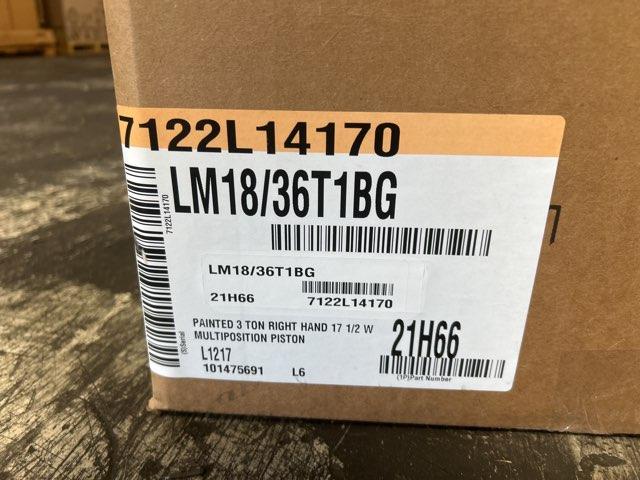 7122L14170
LM18/36T1BG
7122L14170
LM18/36T1BG
21H66 7122L14170
(S)Serial
PAINTED 3 TON RIGHT HAND 17 1/2 W
MULTIPOSITION PISTON
21H66
L1217
101475691 L6
(1P)Part Number